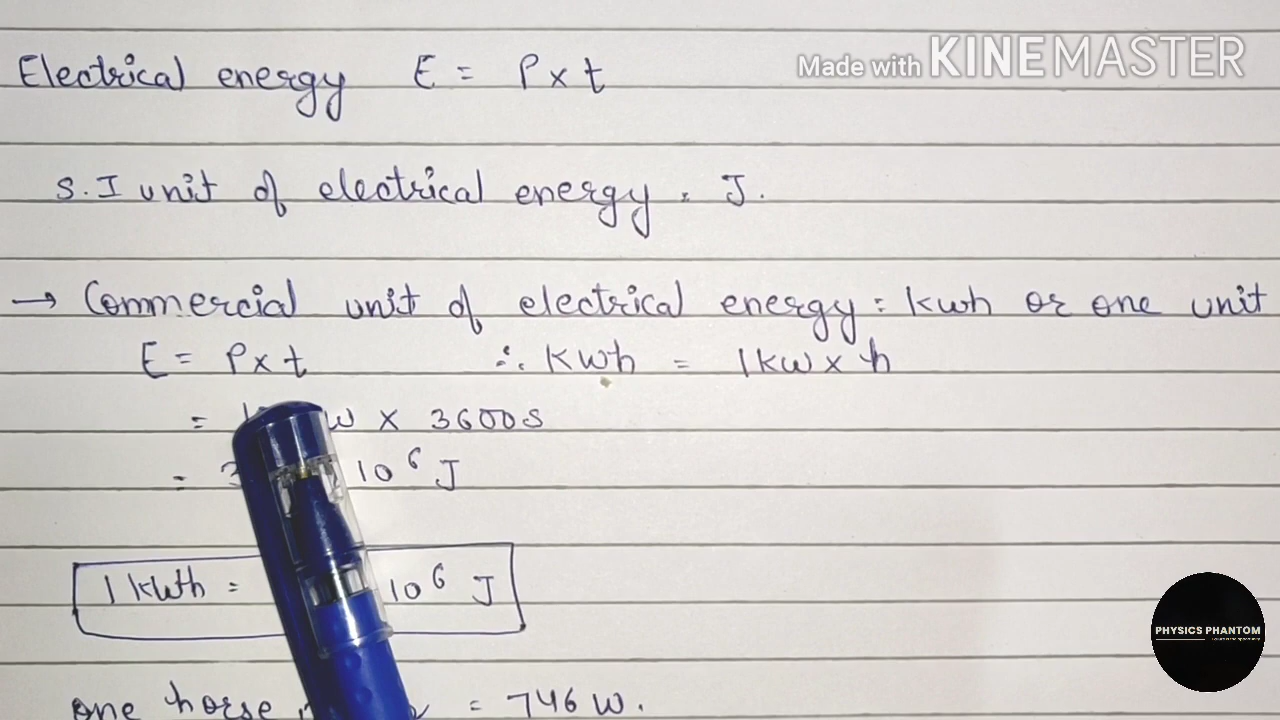 Made with KINEMASTER
Electrical energy E = P x t
S.I unit of electrical energy = J.
→ Commercial unit of electrical energy = kwh or one unit
E = P x t ∴ kwh = 1kw x h
= w x 3600s
= 10⁶ J
1 kwh = 10⁶ J
PHYSICS PHANTOM
one horse = 746 w.